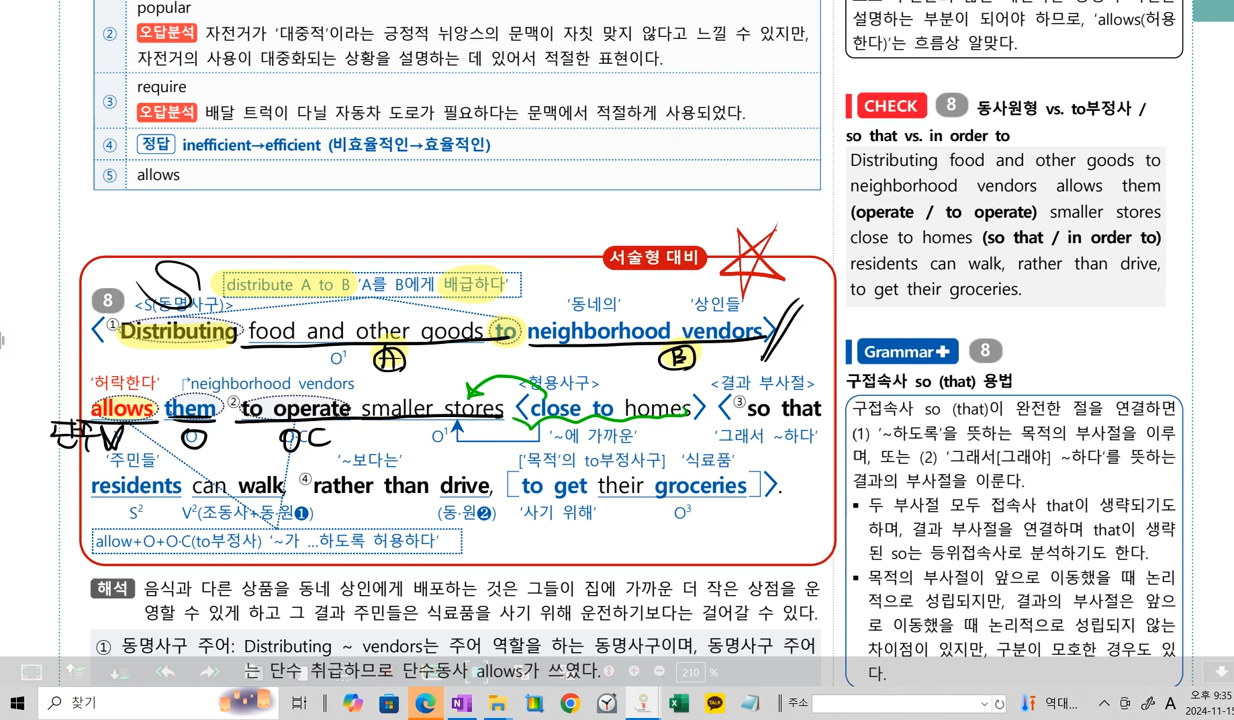 popular
② 오답분석 자전거가 '대중적'이라는 긍정적 뉘앙스의 문맥이 자칫 맞지 않다고 느낄 수 있지만,
자전거의 사용이 대중화되는 상황을 설명하는 데 있어서 적절한 표현이다.
require
③ 오답분석 배달 트럭이 다닐 자동차 도로가 필요하다는 문맥에서 적절하게 사용되었다.
④ 정답 inefficient→efficient (비효율적인→효율적인)
⑤ allows
서술형 대비
S
distribute A to B 'A를 B에게 배급하다'
8 <S(동명사구)> '동네의' '상인들'
〈①Distributing food and other goods to neighborhood vendors〉
O¹ A B
'허락한다' neighborhood vendors <형용사구> <결과 부사절>
allows them ②to operate smaller stores 〈close to homes〉 〈③so that
단수V O OC O¹ '~에 가까운' '그래서 ~하다'
'주민들' '~보다는' ['목적'의 to부정사구] '식료품'
residents can walk ④rather than drive, [to get their groceries]〉.
S² V²(조동사+동·원❶) (동·원❷) '사기 위해' O³
allow+O+O·C(to부정사) '~가 …하도록 허용하다'
해석 음식과 다른 상품을 동네 상인에게 배포하는 것은 그들이 집에 가까운 더 작은 상점을 운
영할 수 있게 하고 그 결과 주민들은 식료품을 사기 위해 운전하기보다는 걸어갈 수 있다.
① 동명사구 주어: Distributing ~ vendors는 주어 역할을 하는 동명사구이며, 동명사구 주어
는 단수 취급하므로 단수동사 allows가 쓰였다.
설명하는 부분이 되어야 하므로, 'allows(허용
한다)'는 흐름상 알맞다.
CHECK 8 동사원형 vs. to부정사 /
so that vs. in order to
Distributing food and other goods to
neighborhood vendors allows them
(operate / to operate) smaller stores
close to homes (so that / in order to)
residents can walk, rather than drive,
to get their groceries.
Grammar+ 8
구접속사 so (that) 용법
구접속사 so (that)이 완전한 절을 연결하면
(1) '~하도록'을 뜻하는 목적의 부사절을 이루
며, 또는 (2) '그래서[그래야] ~하다'를 뜻하는
결과의 부사절을 이룬다.
▪ 두 부사절 모두 접속사 that이 생략되기도
하며, 결과 부사절을 연결하며 that이 생략
된 so는 등위접속사로 분석하기도 한다.
▪ 목적의 부사절이 앞으로 이동했을 때 논리
적으로 성립되지만, 결과의 부사절은 앞으
로 이동했을 때 논리적으로 성립되지 않는
차이점이 있지만, 구분이 모호한 경우도 있
다.
210 %
찾기 주소 역대... A 오후 9:35
2024-11-15